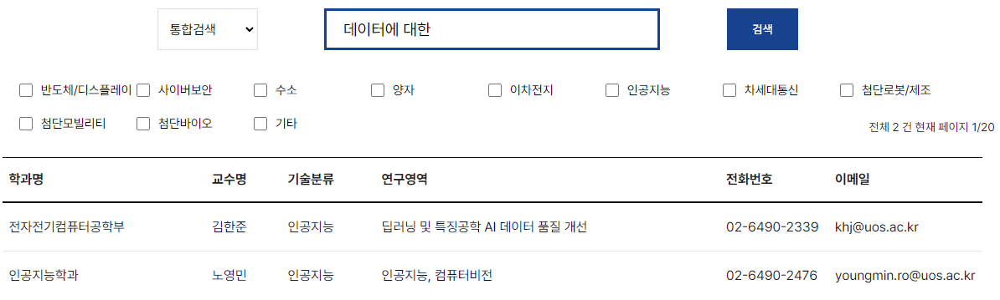 통합검색 데이터에 대한 검색
반도체/디스플레이 사이버보안 수소 양자 이차전지 인공지능 차세대통신 첨단로봇/제조
첨단모빌리티 첨단바이오 기타
전체 2 건 현재 페이지 1/20
학과명 교수명 기술분류 연구영역 전화번호 이메일
전자전기컴퓨터공학부 김한준 인공지능 딥러닝 및 특징공학 AI 데이터 품질 개선 02-6490-2339 khj@uos.ac.kr
인공지능학과 노영민 인공지능 인공지능, 컴퓨터비전 02-6490-2476 youngmin.ro@uos.ac.kr